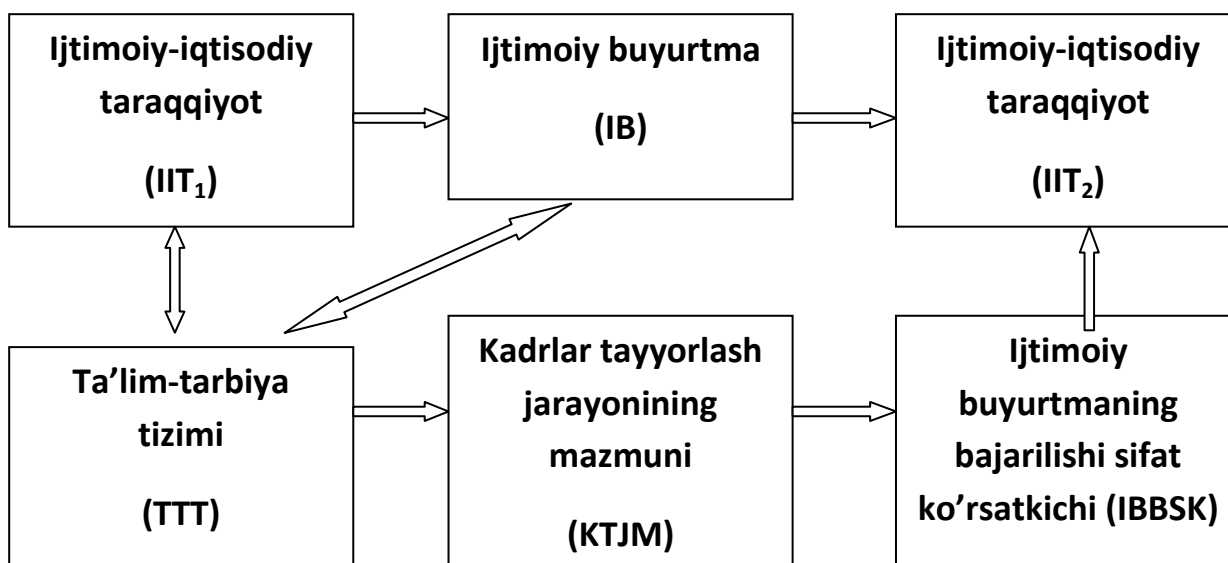 Ijtimoiy-iqtisodiy
taraqqiyot
(IIT₁)
Ijtimoiy buyurtma
(IB)
Ijtimoiy-iqtisodiy
taraqqiyot
(IIT₂)
Ta’lim-tarbiya
tizimi
(TTT)
Kadrlar tayyorlash
jarayonining
mazmuni
(KTJM)
Ijtimoiy
buyurtmaning
bajarilishi sifat
ko’rsatkichi (IBBSK)